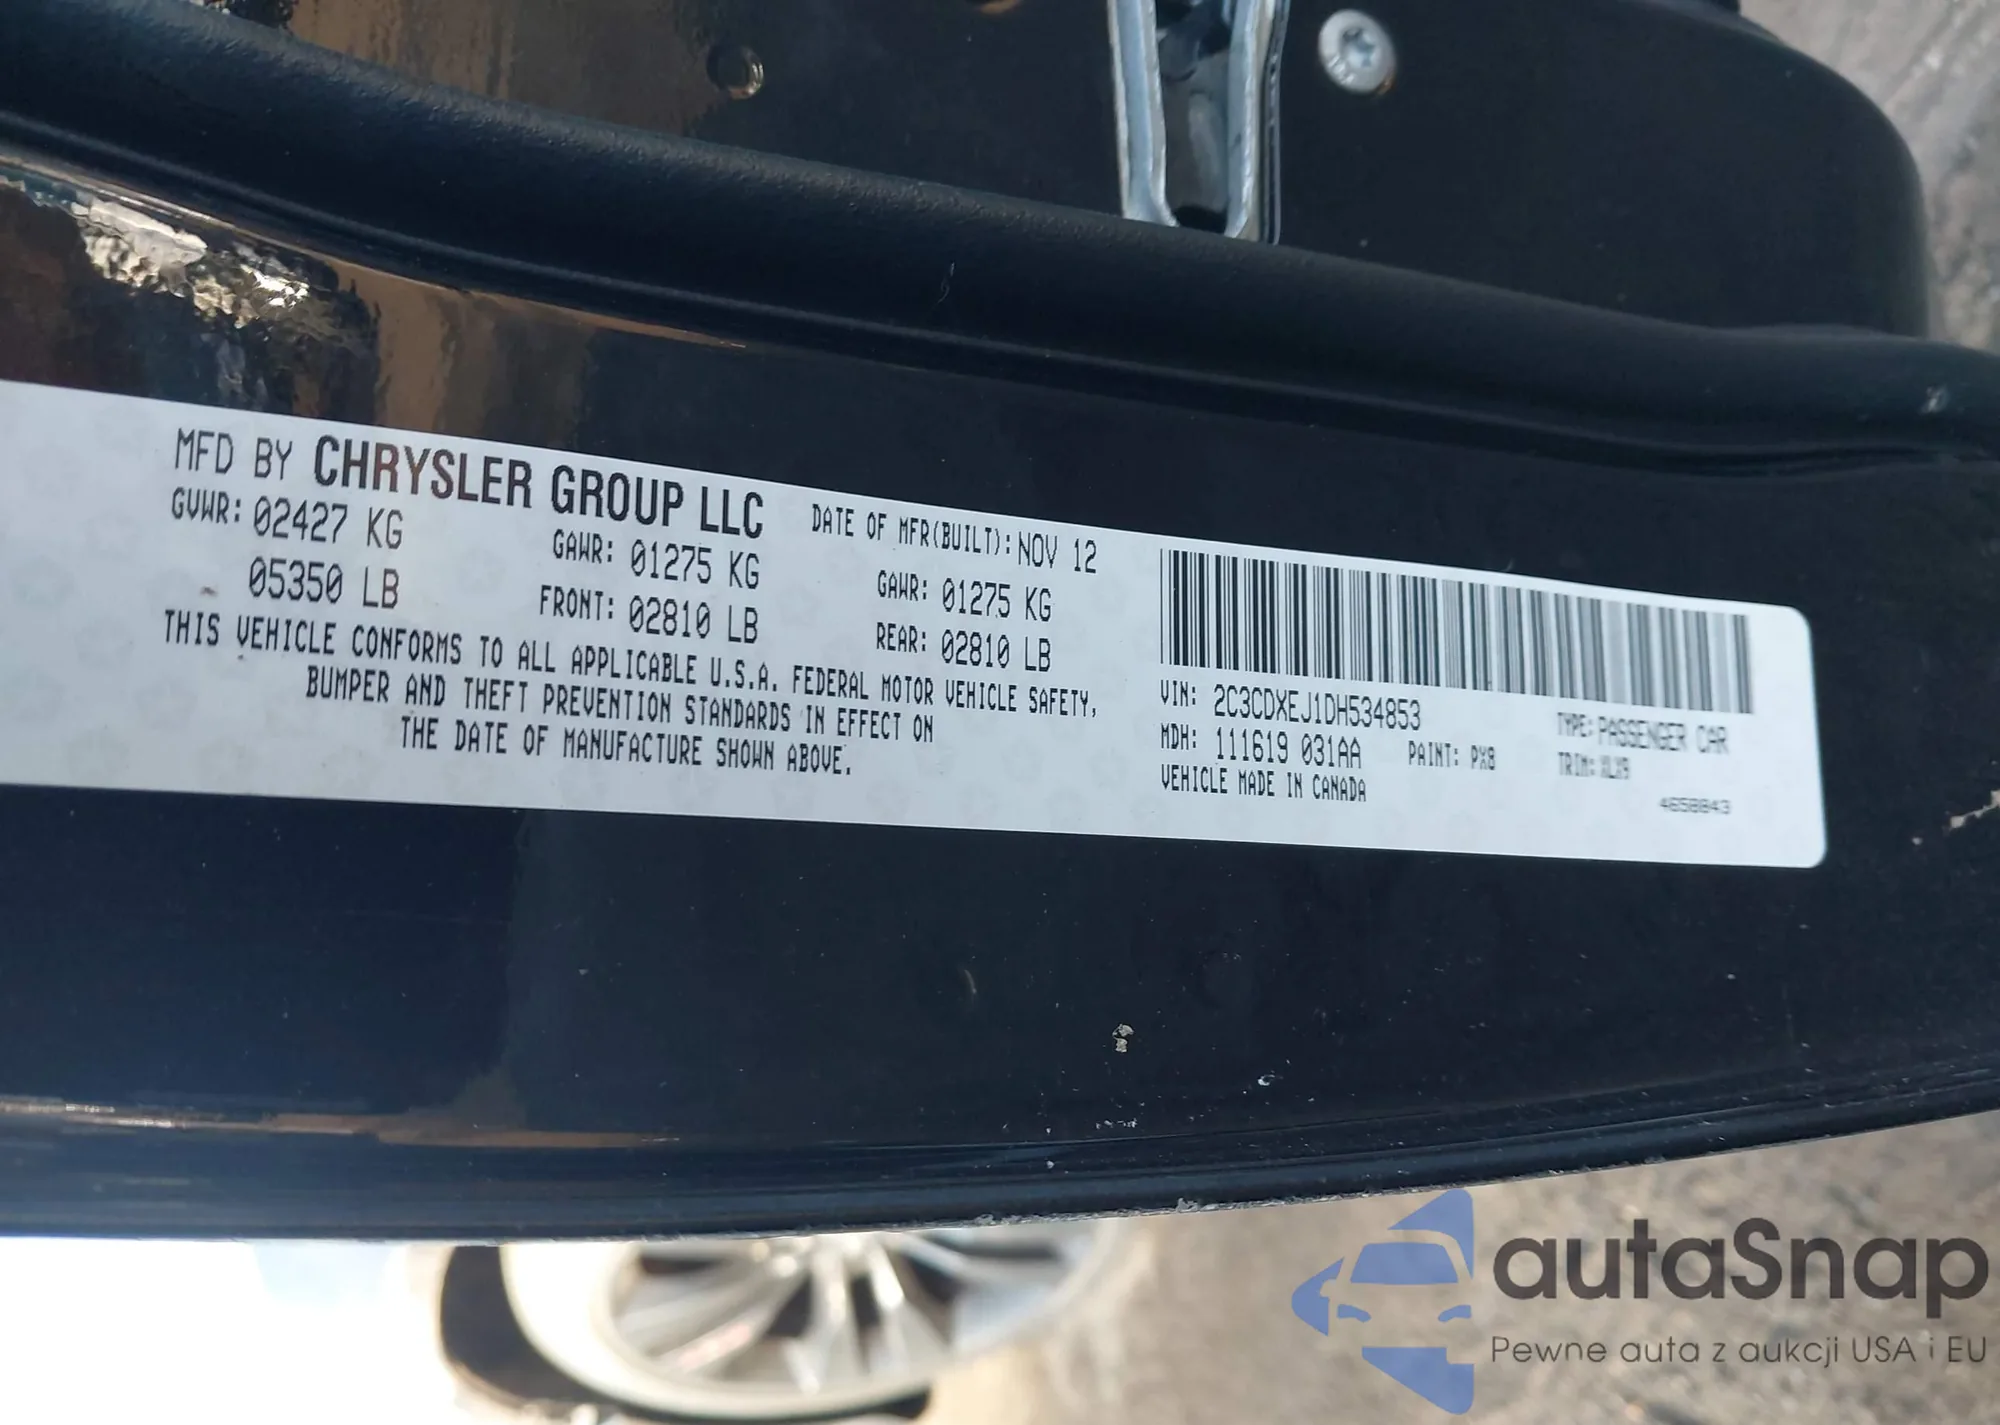 MFD BY CHRYSLER GROUP LLC DATE OF MFR(BUILT): NOV 12
GVWR: 02427 KG GAWR: 01275 KG GAWR: 01275 KG
05350 LB FRONT: 02810 LB REAR: 02810 LB
THIS VEHICLE CONFORMS TO ALL APPLICABLE U.S.A. FEDERAL MOTOR VEHICLE SAFETY,
BUMPER AND THEFT PREVENTION STANDARDS IN EFFECT ON
THE DATE OF MANUFACTURE SHOWN ABOVE.
VIN: 2C3CDXEJ1DH534853 TYPE: PASSENGER CAR
MDH: 111619 031AA PAINT: PX8 TRIM: XLX9
VEHICLE MADE IN CANADA
4658843
autaSnap
Pewne auta z aukcji USA i EU